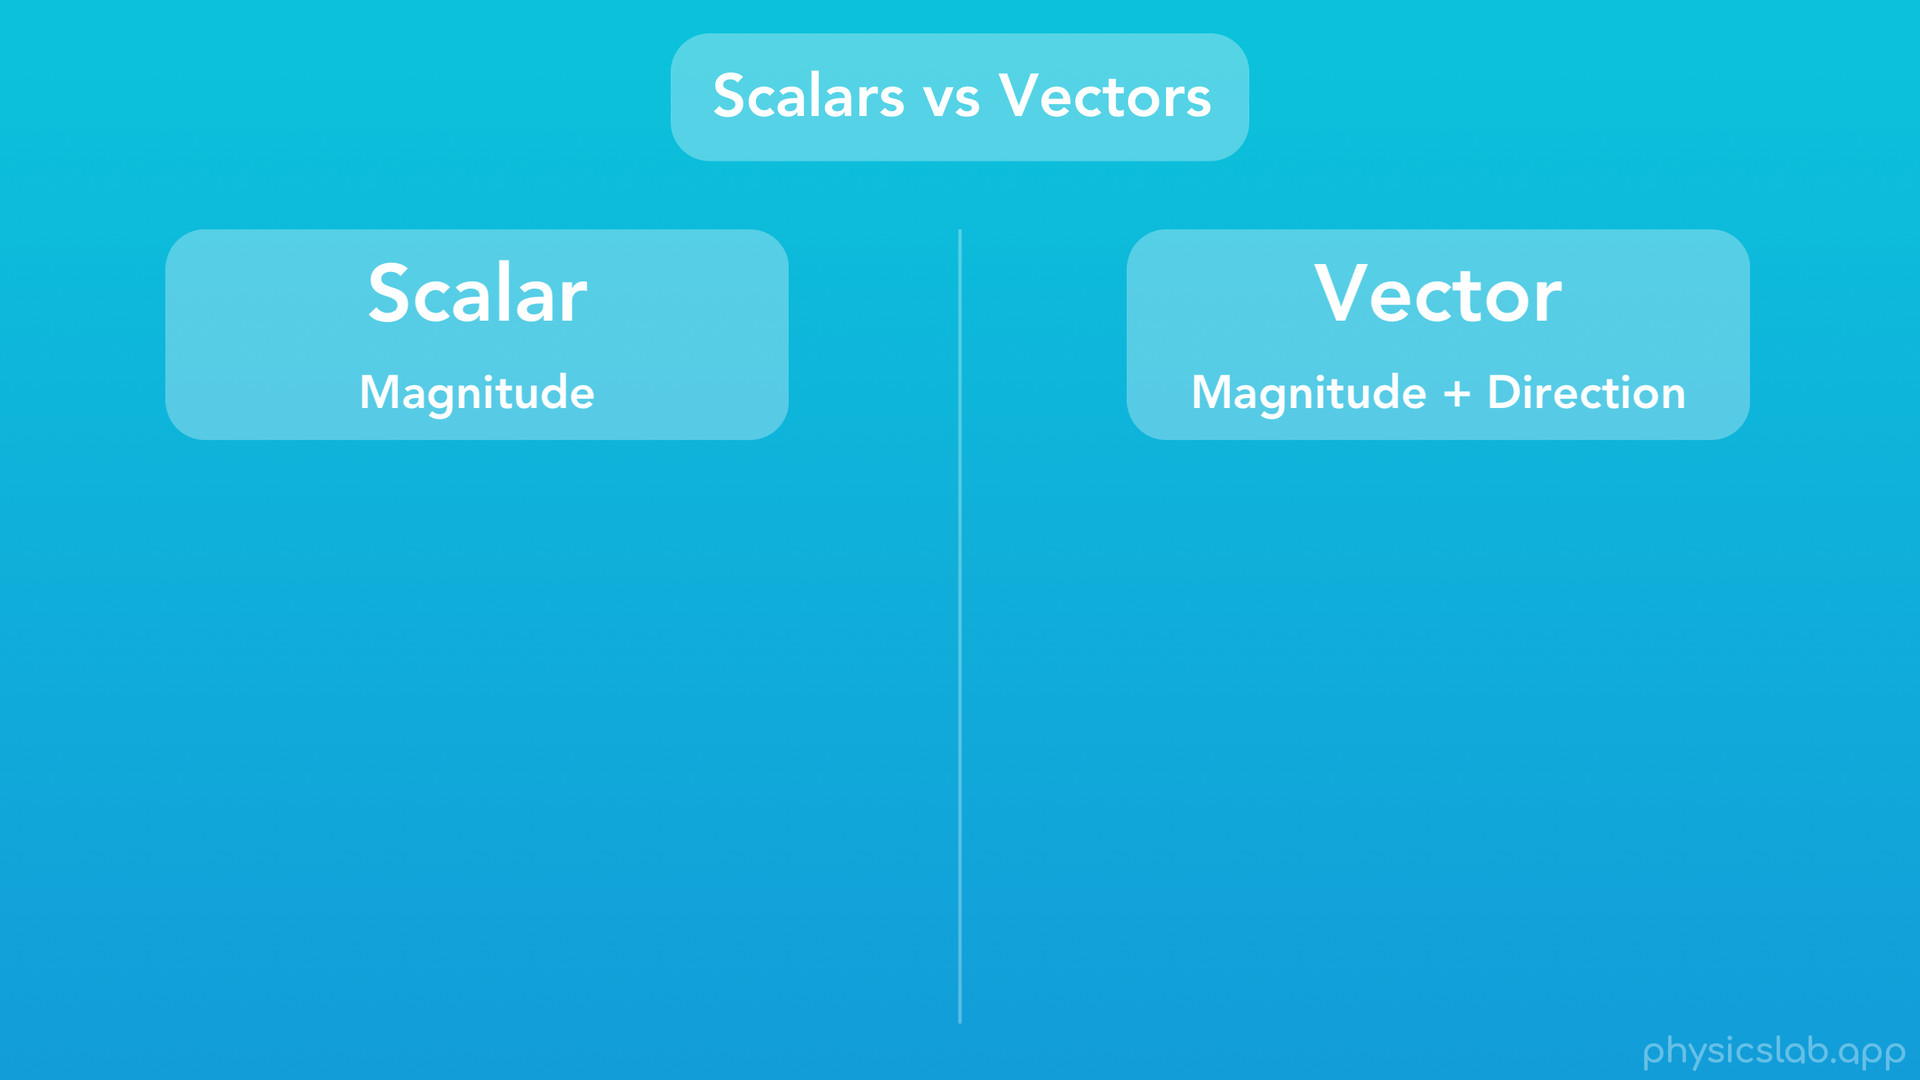 Scalars vs Vectors
Scalar
Magnitude
Vector
Magnitude + Direction
physicslab.app